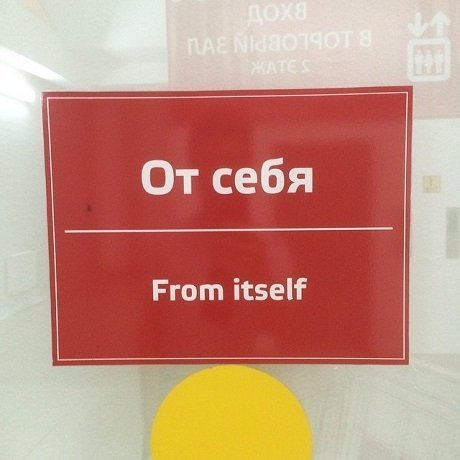 ВХОД
В ТОРГОВЫЙ ЗАЛ
2 ЭТАЖ
От себя
From itself